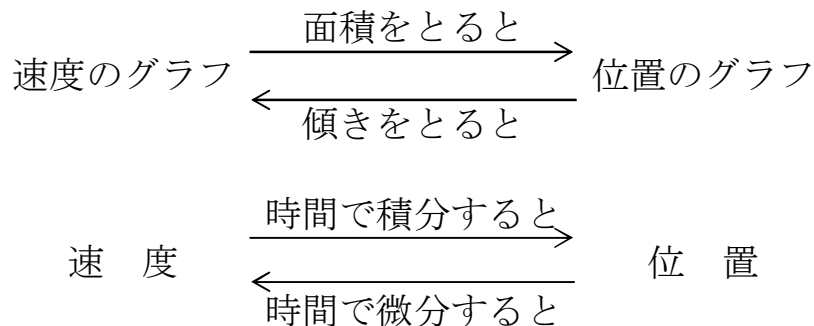 面積をとると
速度のグラフ
位置のグラフ
傾きをとると
時間で積分すると
速 度
位 置
時間で微分すると